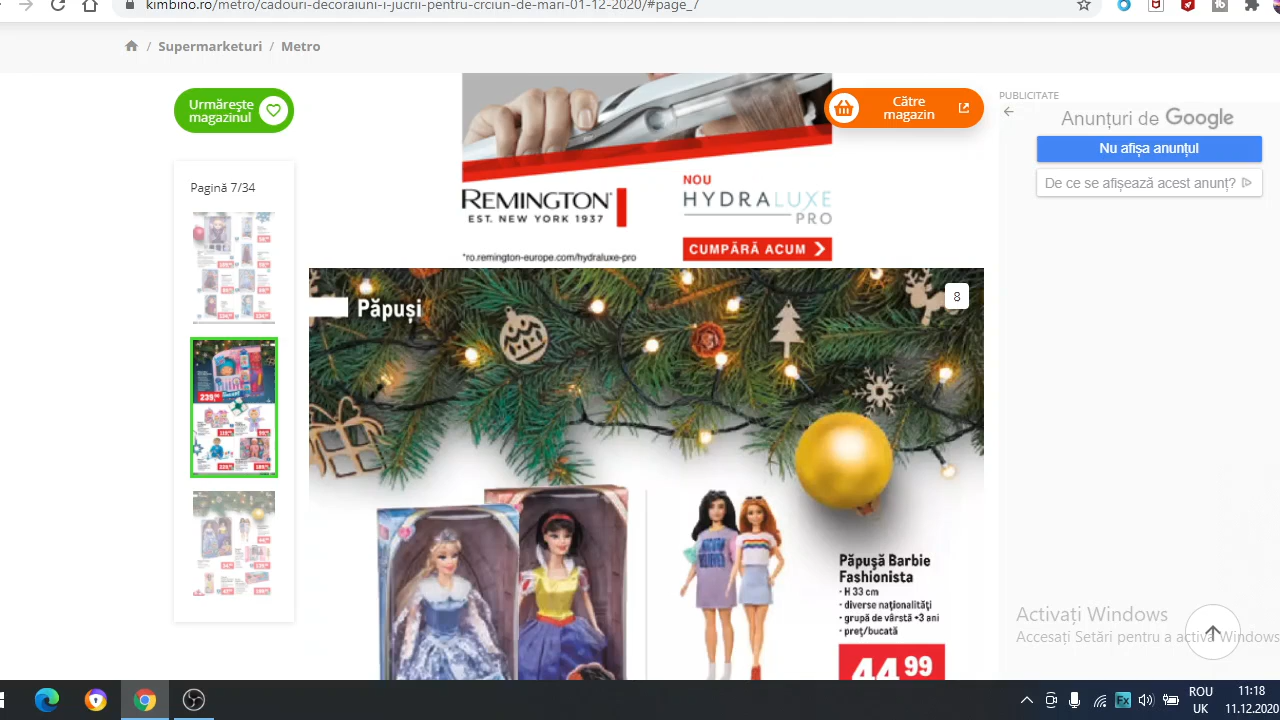 kimbino.ro/metro/cadouri-decoraiuni-i-jucrii-pentru-crciun-de-mari-01-12-2020/#page_7
/ Supermarketuri / Metro
Urmărește
magazinul
Către
magazin
PUBLICITATE
Anunțuri de Google
Nu afișa anunțul
De ce se afișează acest anunț?
Pagină 7/34
REMINGTON
EST. NEW YORK 1937
NOU
HYDRALUXE
PRO
CUMPĂRĂ ACUM
*ro.remington-europe.com/hydraluxe-pro
Păpuși
8
239,
Păpușă Barbie
Fashionista
• H 33 cm
• diverse naționalități
• grupă de vârstă +3 ani
• preț/bucată
44 99
Activați Windows
Accesați Setări pentru a activa Windows
ROU
UK
11:18
11.12.2020